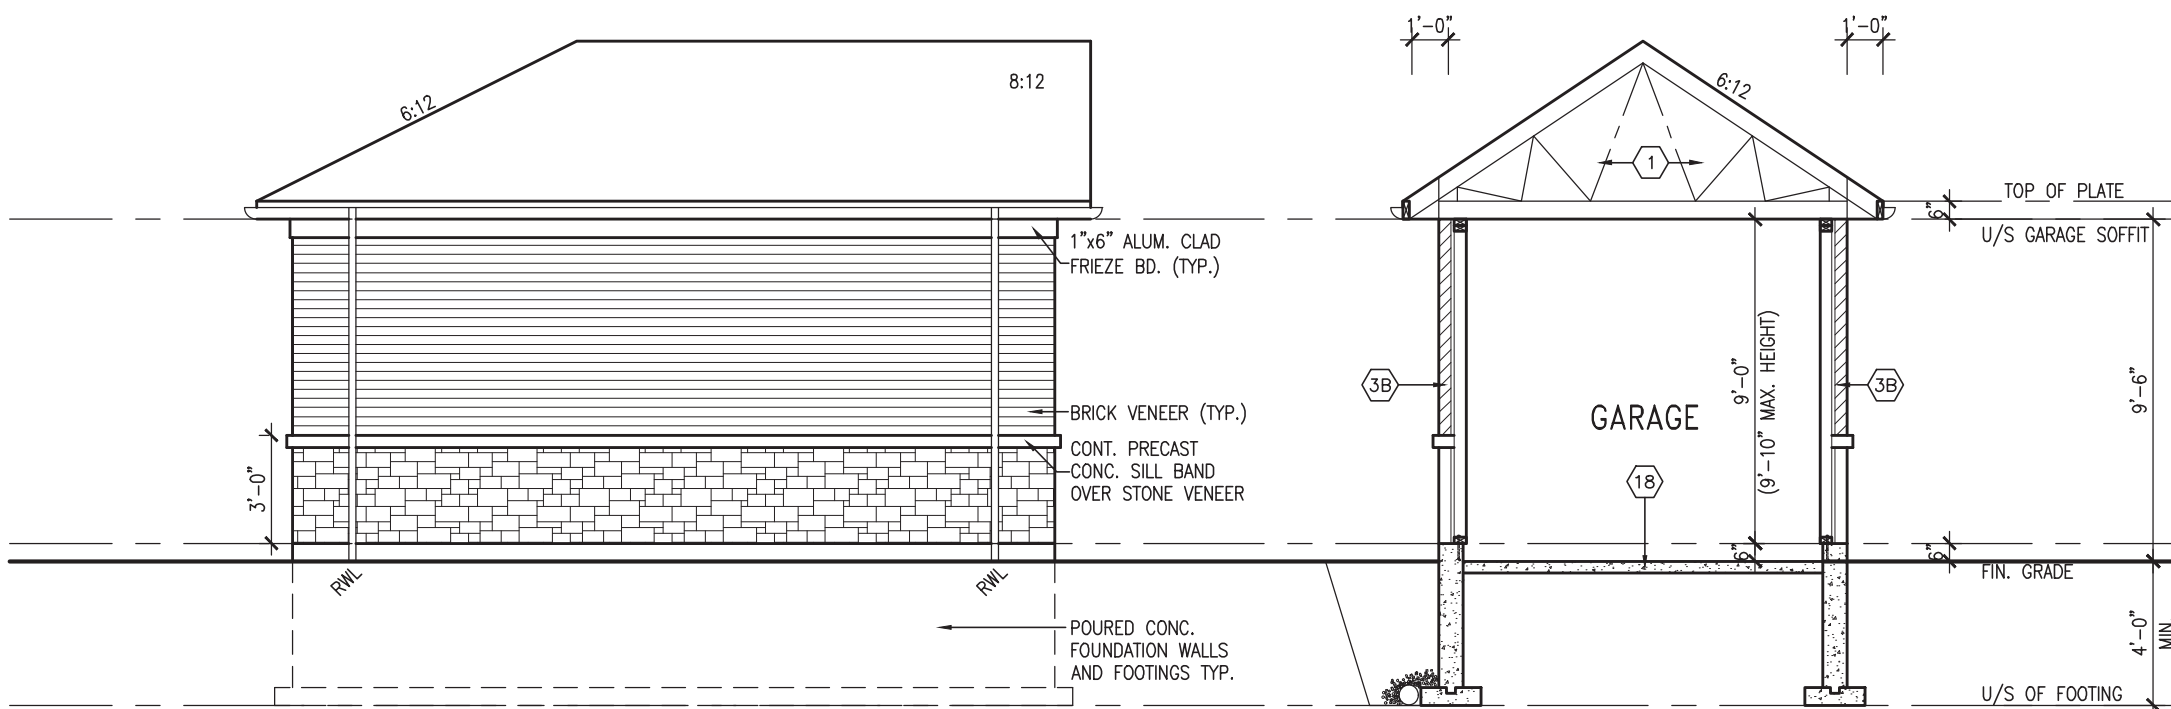 6:12
8:12
1"x6" ALUM. CLAD
FRIEZE BD. (TYP.)
BRICK VENEER (TYP.)
CONT. PRECAST
CONC. SILL BAND
OVER STONE VENEER
3'-0"
RWL
RWL
POURED CONC.
FOUNDATION WALLS
AND FOOTINGS TYP.
1'-0"
1'-0"
6:12
1
3B
3B
GARAGE
18
9'-0"
(9'-10" MAX. HEIGHT)
6"
TOP OF PLATE
6"
U/S GARAGE SOFFIT
9'-6"
6"
FIN. GRADE
4'-0"
MIN
U/S OF FOOTING